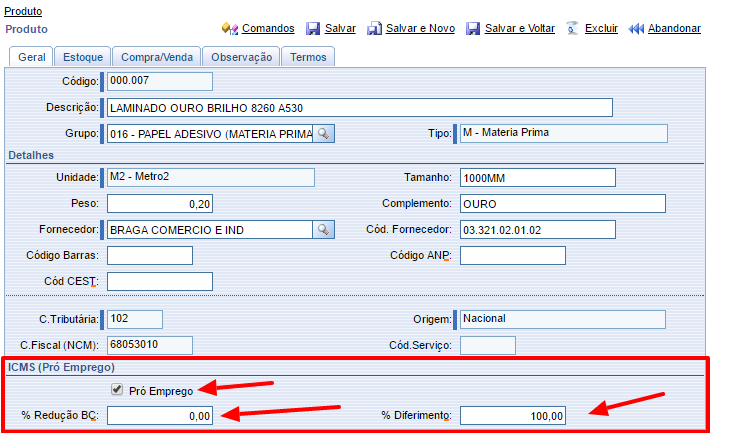 Produto
Produto Comandos Salvar Salvar e Novo Salvar e Voltar Excluir Abandonar
Geral Estoque Compra/Venda Observação Termos
Código: 000.007
Descrição: LAMINADO OURO BRILHO 8260 A530
Grupo: 016 - PAPEL ADESIVO (MATERIA PRIMA Tipo: M - Materia Prima
Detalhes
Unidade: M2 - Metro2 Tamanho: 1000MM
Peso: 0,20 Complemento: OURO
Fornecedor: BRAGA COMERCIO E IND Cód. Fornecedor: 03.321.02.01.02
Código Barras: Código ANP:
Cód CEST:
C.Tributária: 102 Origem: Nacional
C.Fiscal (NCM): 68053010 Cód.Serviço:
ICMS (Pró Emprego)
Pró Emprego
% Redução BC: 0,00 % Diferimento: 100,00